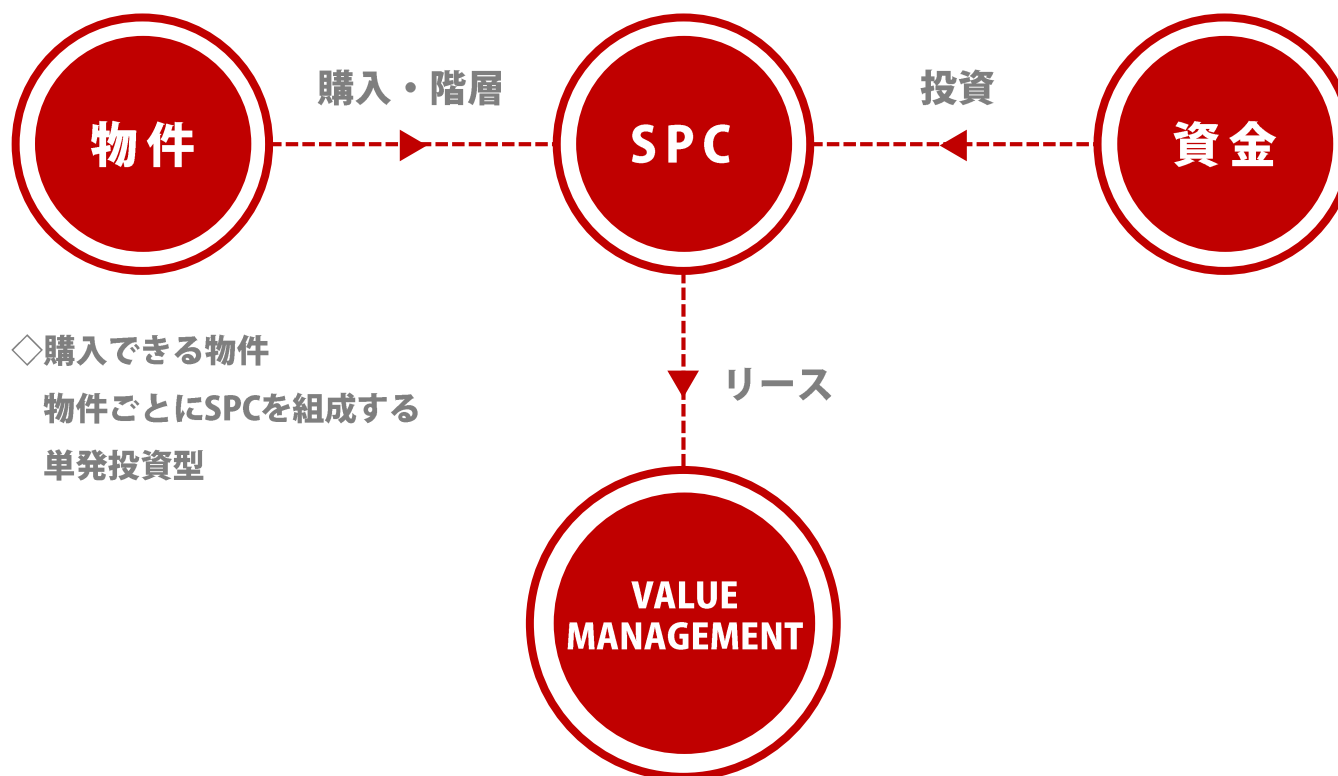 購入・階層
投資
物件
SPC
資金
◇購入できる物件
物件ごとにSPCを組成する
単発投資型
リース
VALUE
MANAGEMENT